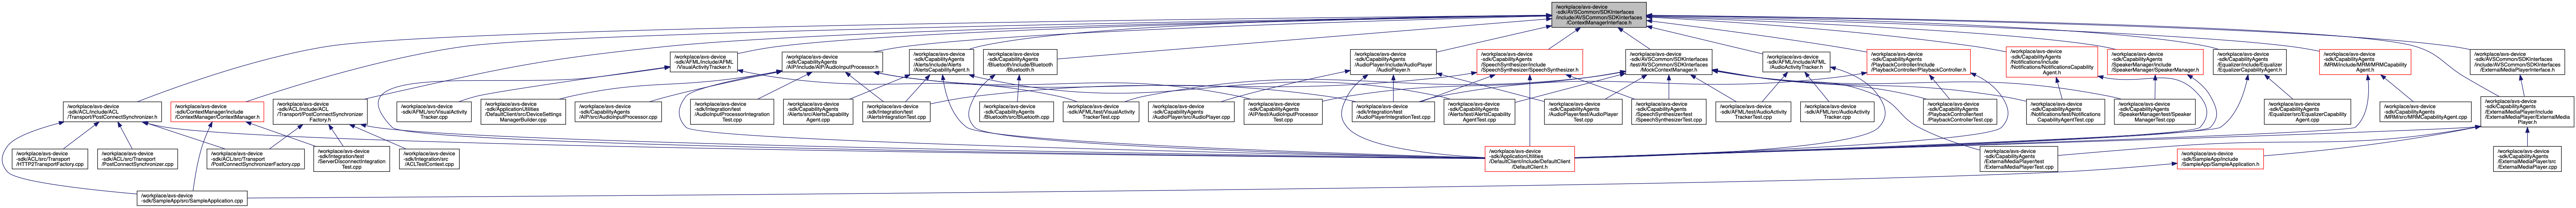 /workplace/avs-device
-sdk/AVSCommon/SDKInterfaces
/include/AVSCommon/SDKInterfaces
/ContextManagerInterface.h
/workplace/avs-device
-sdk/AFML/include/AFML
/VisualActivityTracker.h
/workplace/avs-device
-sdk/CapabilityAgents
/AIP/include/AIP/AudioInputProcessor.h
/workplace/avs-device
-sdk/CapabilityAgents
/Alerts/include/Alerts
/AlertsCapabilityAgent.h
/workplace/avs-device
-sdk/CapabilityAgents
/Bluetooth/include/Bluetooth
/Bluetooth.h
/workplace/avs-device
-sdk/CapabilityAgents
/AudioPlayer/include/AudioPlayer
/AudioPlayer.h
/workplace/avs-device
-sdk/CapabilityAgents
/SpeechSynthesizer/include
/SpeechSynthesizer/SpeechSynthesizer.h
/workplace/avs-device
-sdk/AVSCommon/SDKInterfaces
/test/AVSCommon/SDKInterfaces
/MockContextManager.h
/workplace/avs-device
-sdk/AFML/include/AFML
/AudioActivityTracker.h
/workplace/avs-device
-sdk/CapabilityAgents
/PlaybackController/include
/PlaybackController/PlaybackController.h
/workplace/avs-device
-sdk/CapabilityAgents
/Notifications/include
/Notifications/NotificationsCapability
Agent.h
/workplace/avs-device
-sdk/CapabilityAgents
/SpeakerManager/include
/SpeakerManager/SpeakerManager.h
/workplace/avs-device
-sdk/CapabilityAgents
/Equalizer/include/Equalizer
/EqualizerCapabilityAgent.h
/workplace/avs-device
-sdk/CapabilityAgents
/MRM/include/MRM/MRMCapability
Agent.h
/workplace/avs-device
-sdk/AVSCommon/SDKInterfaces
/include/AVSCommon/SDKInterfaces
/ExternalMediaPlayerInterface.h
/workplace/avs-device
-sdk/ACL/include/ACL
/Transport/PostConnectSynchronizer.h
/workplace/avs-device
-sdk/ContextManager/include
/ContextManager/ContextManager.h
/workplace/avs-device
-sdk/ACL/include/ACL
/Transport/PostConnectSynchronizer
Factory.h
/workplace/avs-device
-sdk/AFML/src/VisualActivity
Tracker.cpp
/workplace/avs-device
-sdk/ApplicationUtilities
/DefaultClient/src/DeviceSettings
ManagerBuilder.cpp
/workplace/avs-device
-sdk/CapabilityAgents
/AIP/src/AudioInputProcessor.cpp
/workplace/avs-device
-sdk/Integration/test
/AudioInputProcessorIntegration
Test.cpp
/workplace/avs-device
-sdk/CapabilityAgents
/Alerts/src/AlertsCapability
Agent.cpp
/workplace/avs-device
-sdk/Integration/test
/AlertsIntegrationTest.cpp
/workplace/avs-device
-sdk/CapabilityAgents
/Bluetooth/src/Bluetooth.cpp
/workplace/avs-device
-sdk/AFML/test/VisualActivity
TrackerTest.cpp
/workplace/avs-device
-sdk/CapabilityAgents
/AudioPlayer/src/AudioPlayer.cpp
/workplace/avs-device
-sdk/CapabilityAgents
/AIP/test/AudioInputProcessor
Test.cpp
/workplace/avs-device
-sdk/Integration/test
/AudioPlayerIntegrationTest.cpp
/workplace/avs-device
-sdk/CapabilityAgents
/Alerts/test/AlertsCapability
AgentTest.cpp
/workplace/avs-device
-sdk/CapabilityAgents
/AudioPlayer/test/AudioPlayer
Test.cpp
/workplace/avs-device
-sdk/CapabilityAgents
/SpeechSynthesizer/test
/SpeechSynthesizerTest.cpp
/workplace/avs-device
-sdk/AFML/test/AudioActivity
TrackerTest.cpp
/workplace/avs-device
-sdk/AFML/src/AudioActivity
Tracker.cpp
/workplace/avs-device
-sdk/CapabilityAgents
/PlaybackController/test
/PlaybackControllerTest.cpp
/workplace/avs-device
-sdk/CapabilityAgents
/Notifications/test/Notifications
CapabilityAgentTest.cpp
/workplace/avs-device
-sdk/CapabilityAgents
/SpeakerManager/test/Speaker
ManagerTest.cpp
/workplace/avs-device
-sdk/CapabilityAgents
/Equalizer/src/EqualizerCapability
Agent.cpp
/workplace/avs-device
-sdk/CapabilityAgents
/MRM/src/MRMCapabilityAgent.cpp
/workplace/avs-device
-sdk/CapabilityAgents
/ExternalMediaPlayer/include
/ExternalMediaPlayer/ExternalMedia
Player.h
/workplace/avs-device
-sdk/ACL/src/Transport
/HTTP2TransportFactory.cpp
/workplace/avs-device
-sdk/ACL/src/Transport
/PostConnectSynchronizer.cpp
/workplace/avs-device
-sdk/ACL/src/Transport
/PostConnectSynchronizerFactory.cpp
/workplace/avs-device
-sdk/Integration/test
/ServerDisconnectIntegration
Test.cpp
/workplace/avs-device
-sdk/Integration/src
/ACLTestContext.cpp
/workplace/avs-device
-sdk/ApplicationUtilities
/DefaultClient/include/DefaultClient
/DefaultClient.h
/workplace/avs-device
-sdk/CapabilityAgents
/ExternalMediaPlayer/test
/ExternalMediaPlayerTest.cpp
/workplace/avs-device
-sdk/SampleApp/include
/SampleApp/SampleApplication.h
/workplace/avs-device
-sdk/CapabilityAgents
/ExternalMediaPlayer/src
/ExternalMediaPlayer.cpp
/workplace/avs-device
-sdk/SampleApp/src/SampleApplication.cpp